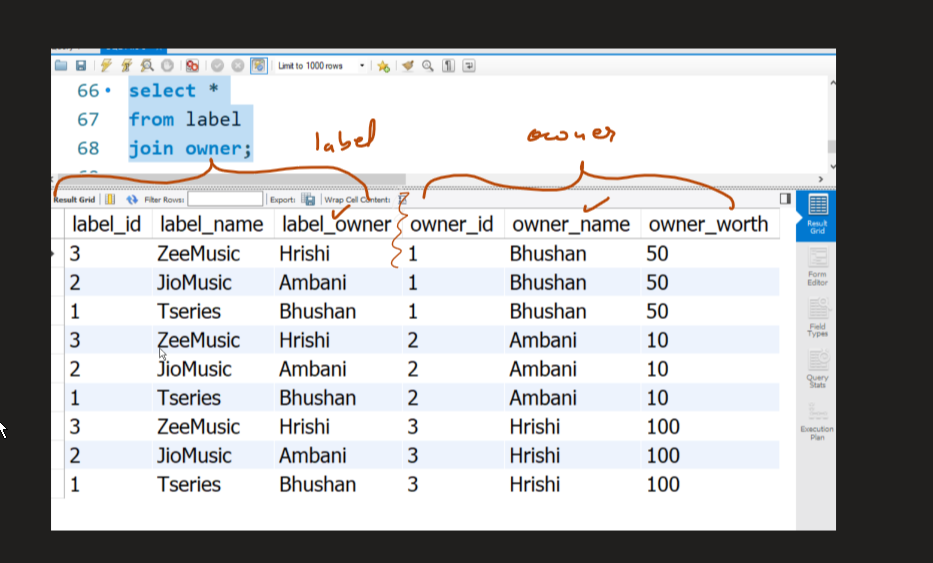 Limit to 1000 rows
66 select *
67 from label
68 join owner;
label
owner
Result Grid Filter Rows: Export: Wrap Cell Content:
label_id label_name label_owner owner_id owner_name owner_worth
3 ZeeMusic Hrishi 1 Bhushan 50
2 JioMusic Ambani 1 Bhushan 50
1 Tseries Bhushan 1 Bhushan 50
3 ZeeMusic Hrishi 2 Ambani 10
2 JioMusic Ambani 2 Ambani 10
1 Tseries Bhushan 2 Ambani 10
3 ZeeMusic Hrishi 3 Hrishi 100
2 JioMusic Ambani 3 Hrishi 100
1 Tseries Bhushan 3 Hrishi 100
Result
Grid
Form
Editor
Field
Types
Query
Stats
Execution
Plan